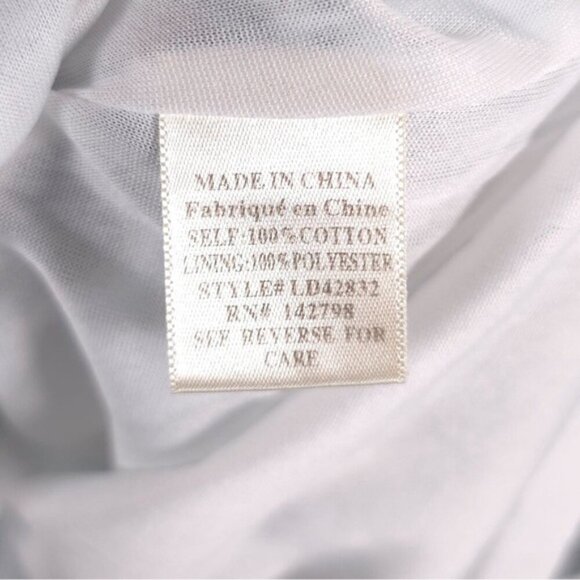 MADE IN CHINA
Fabriqué en Chine
SELF:100%COTTON
LINING:100%POLYESTER
STYLE# LD42832
RN# 142798
SEE REVERSE FOR
CARE